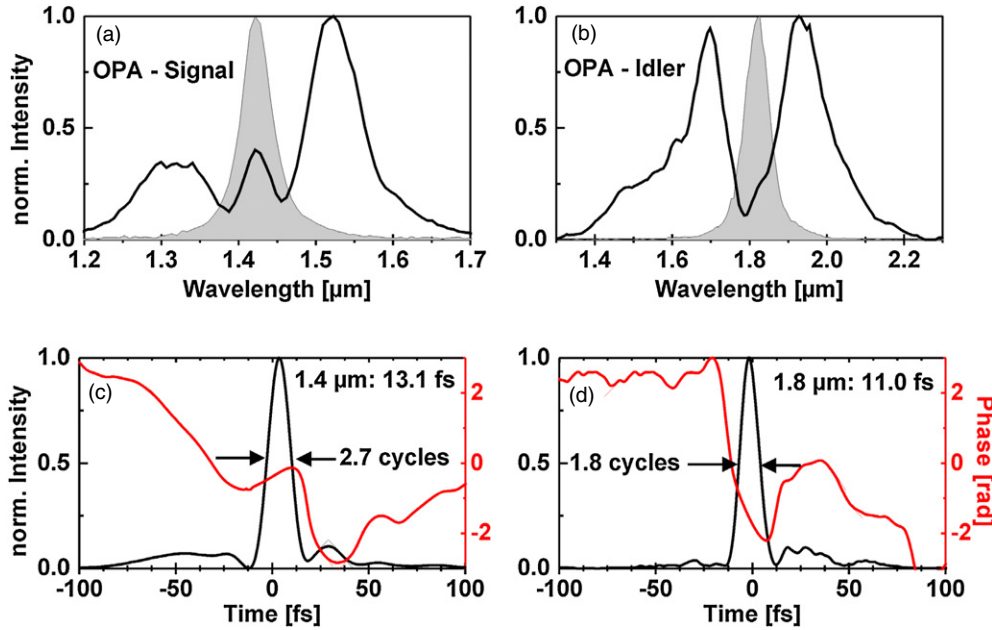 (a)
OPA - Signal
norm. Intensity
1.0
0.5
0.0
1.2 1.3 1.4 1.5 1.6 1.7
Wavelength [µm]
(b)
OPA - Idler
1.0
0.5
0.0
1.4 1.6 1.8 2.0 2.2
Wavelength [µm]
(c)
1.4 µm: 13.1 fs
2.7 cycles
norm. Intensity
1.0
0.5
0.0
-100 -50 0 50 100
Time [fs]
2
0
-2
(d)
1.8 µm: 11.0 fs
1.8 cycles
1.0
0.5
0.0
-100 -50 0 50 100
Time [fs]
2
0
-2
Phase [rad]